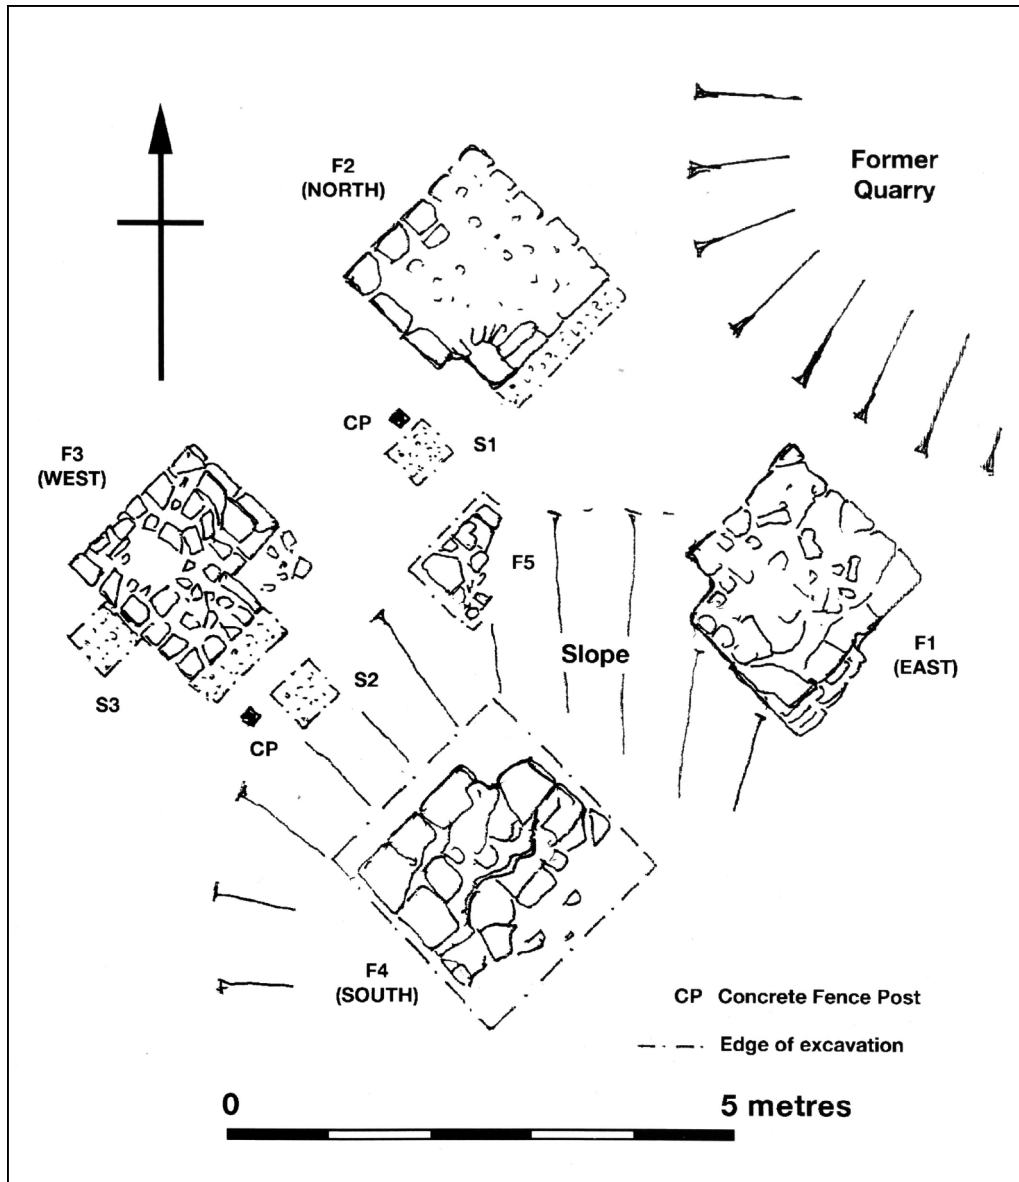 Former
Quarry
F2
(NORTH)
CP
S1
F3
(WEST)
F5
Slope
F1
(EAST)
S3
S2
CP
F4
(SOUTH)
CP Concrete Fence Post
Edge of excavation
0 5 metres